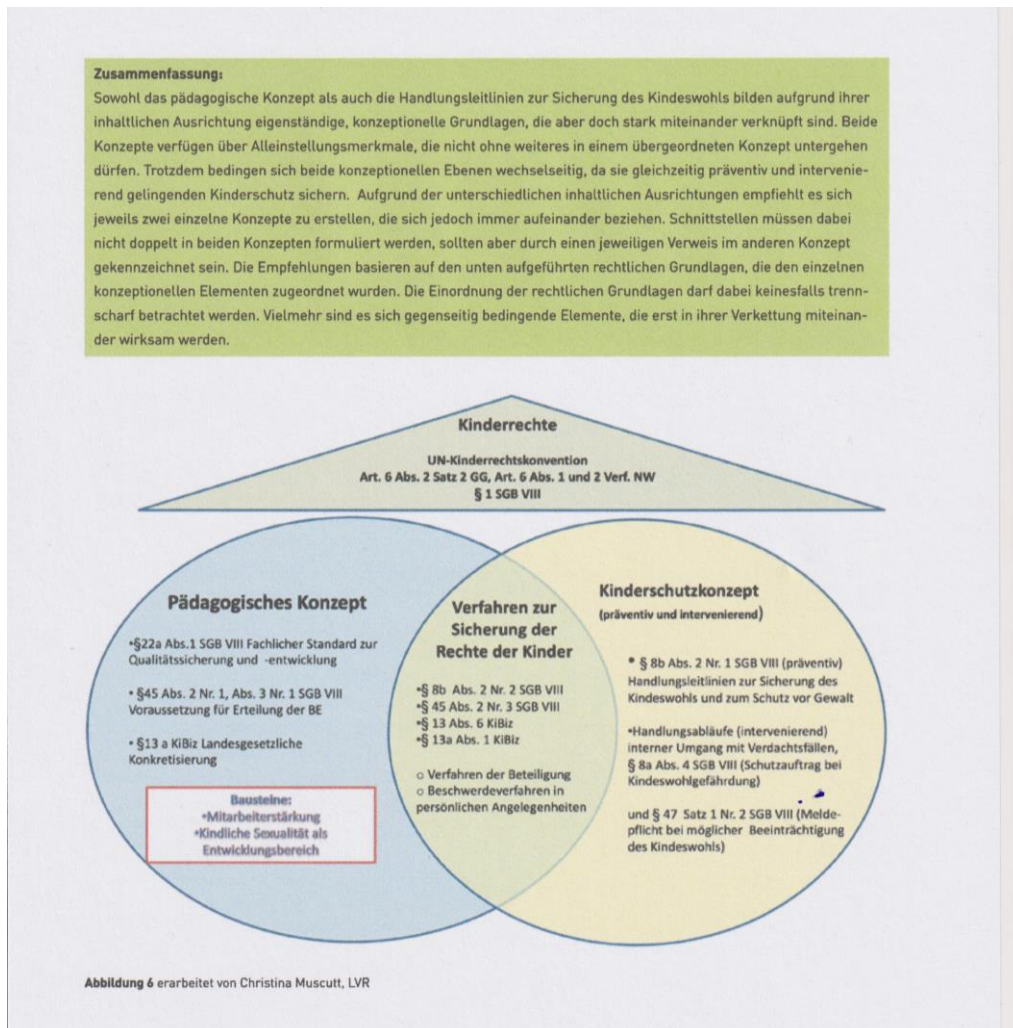 Zusammenfassung:
Sowohl das pädagogische Konzept als auch die Handlungsleitlinien zur Sicherung des Kindeswohls bilden aufgrund ihrer
inhaltlichen Ausrichtung eigenständige, konzeptionelle Grundlagen, die aber doch stark miteinander verknüpft sind. Beide
Konzepte verfügen über Alleinstellungsmerkmale, die nicht ohne weiteres in einem übergeordneten Konzept untergehen
dürfen. Trotzdem bedingen sich beide konzeptionellen Ebenen wechselseitig, da sie gleichzeitig präventiv und intervenie-
rend gelingenden Kinderschutz sichern. Aufgrund der unterschiedlichen inhaltlichen Ausrichtungen empfiehlt es sich
jeweils zwei einzelne Konzepte zu erstellen, die sich jedoch immer aufeinander beziehen. Schnittstellen müssen dabei
nicht doppelt in beiden Konzepten formuliert werden, sollten aber durch einen jeweiligen Verweis im anderen Konzept
gekennzeichnet sein. Die Empfehlungen basieren auf den unten aufgeführten rechtlichen Grundlagen, die den einzelnen
konzeptionellen Elementen zugeordnet wurden. Die Einordnung der rechtlichen Grundlagen darf dabei keinesfalls trenn-
scharf betrachtet werden. Vielmehr sind es sich gegenseitig bedingende Elemente, die erst in ihrer Verkettung miteinan-
der wirksam werden.
Kinderrechte
UN-Kinderrechtskonvention
Art. 6 Abs. 2 Satz 2 GG, Art. 6 Abs. 1 und 2 Verf. NW
§ 1 SGB VIII
Pädagogisches Konzept
•§22a Abs.1 SGB VIII Fachlicher Standard zur
Qualitätssicherung und -entwicklung
• §45 Abs. 2 Nr. 1, Abs. 3 Nr. 1 SGB VIII
Voraussetzung für Erteilung der BE
• §13 a KiBiz Landesgesetzliche
Konkretisierung
Bausteine:
•Mitarbeiterstärkung
•Kindliche Sexualität als
Entwicklungsbereich
Verfahren zur
Sicherung der
Rechte der Kinder
•§ 8b Abs. 2 Nr. 2 SGB VIII
•§ 45 Abs. 2 Nr. 3 SGB VIII
•§ 13 Abs. 6 KiBiz
•§ 13a Abs. 1 KiBiz
o Verfahren der Beteiligung
o Beschwerdeverfahren in
persönlichen Angelegenheiten
Kinderschutzkonzept
(präventiv und intervenierend)
• § 8b Abs. 2 Nr. 1 SGB VIII (präventiv)
Handlungsleitlinien zur Sicherung des
Kindeswohls und zum Schutz vor Gewalt
•Handlungsabläufe (intervenierend)
interner Umgang mit Verdachtsfällen,
§ 8a Abs. 4 SGB VIII (Schutzauftrag bei
Kindeswohlgefährdung)
und § 47 Satz 1 Nr. 2 SGB VIII (Melde-
pflicht bei möglicher Beeinträchtigung
des Kindeswohls)
Abbildung 6 erarbeitet von Christina Muscutt, LVR